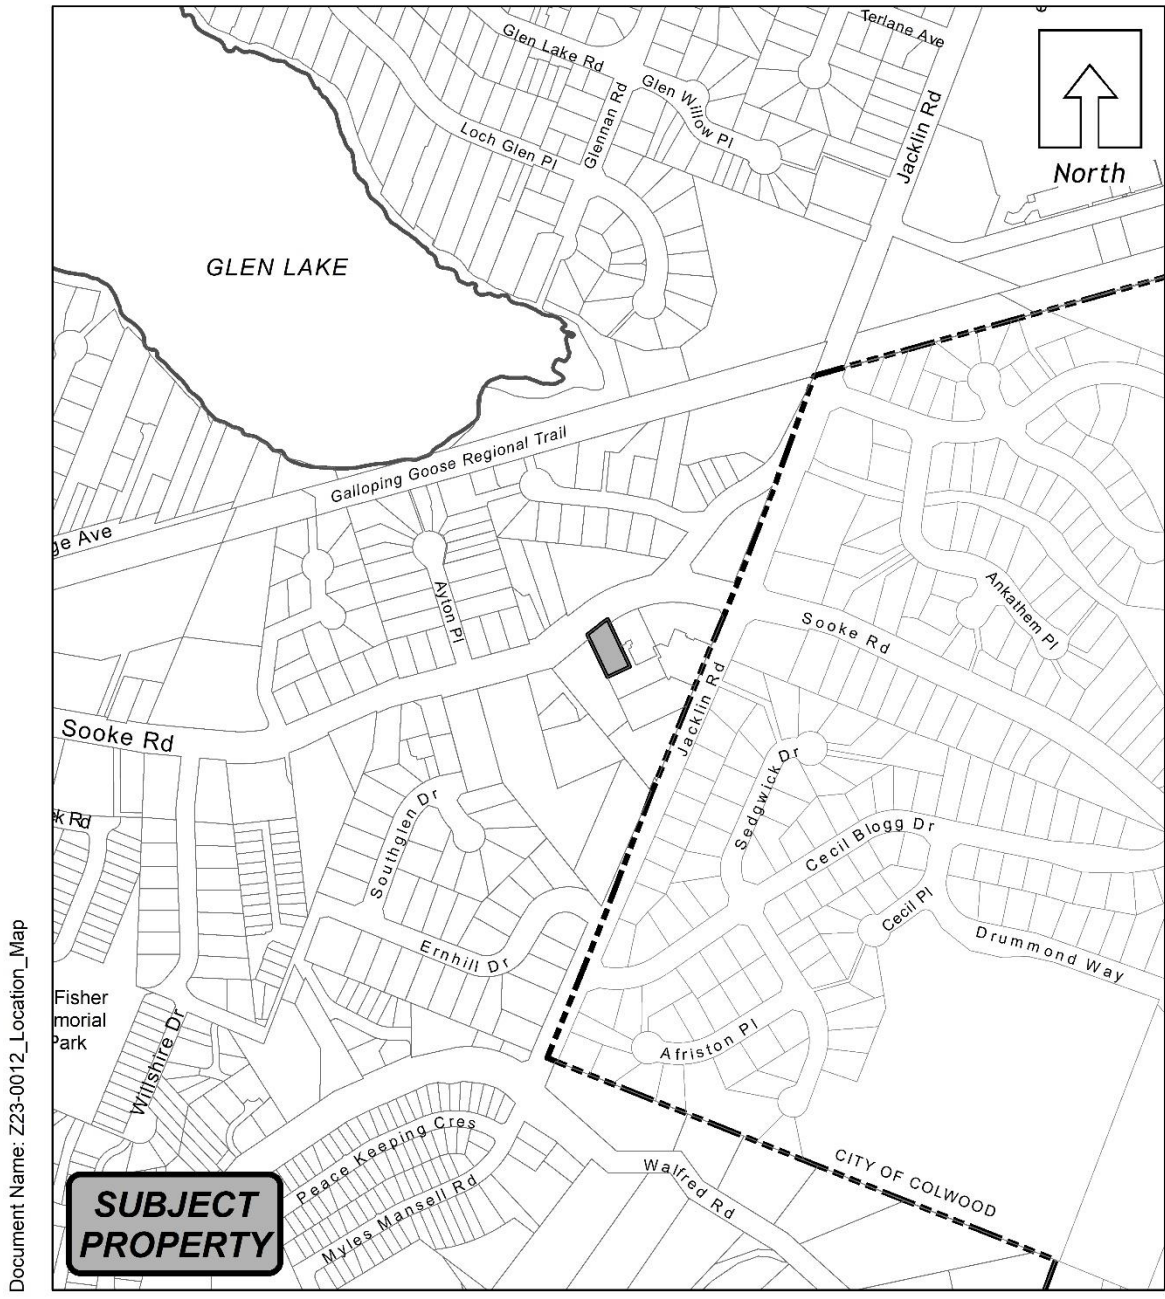 Terlane Ave
Glen Lake Rd
Glen Willow Pl
Glennan Rd
Jacklin Rd
Loch Glen Pl
North
GLEN LAKE
Galloping Goose Regional Trail
ge Ave
Ayton Pl
Ankathem Pl
Sooke Rd
Sooke Rd
Jacklin Rd
Sedgwick Dr
Southglen Dr
k Rd
Cecil Blogg Dr
Cecil Pl
Drummond Way
Ernhill Dr
Fisher
morial
Park
Willshire Dr
Afriston Pl
Peace Keeping Cres
Myles Mansell Rd
Walfred Rd
CITY OF COLWOOD
SUBJECT
PROPERTY
Document Name: Z23-0012_Location_Map